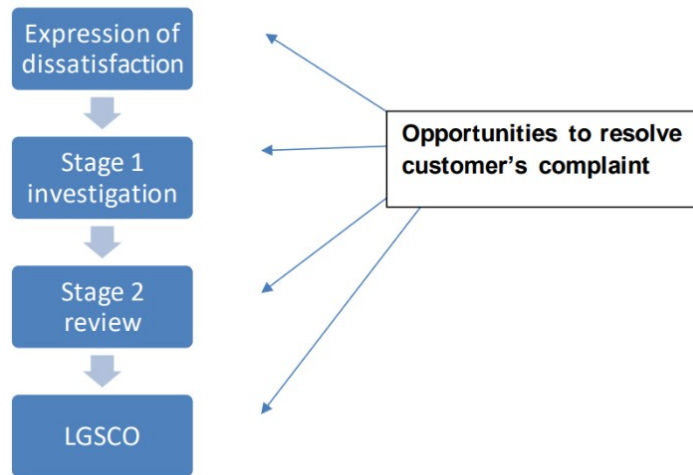 Expression of
dissatisfaction
Stage 1
investigation
Stage 2
review
LGSCO
Opportunities to resolve
customer's complaint